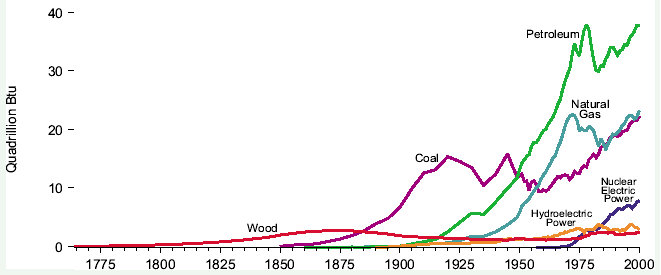 40
Petroleum
30
Natural
Gas
Quadrillion Btu
20
Coal
Nuclear
Electric
Power
10
Hydroelectric
Power
Wood
0
1775 1800 1825 1850 1875 1900 1925 1950 1975 2000